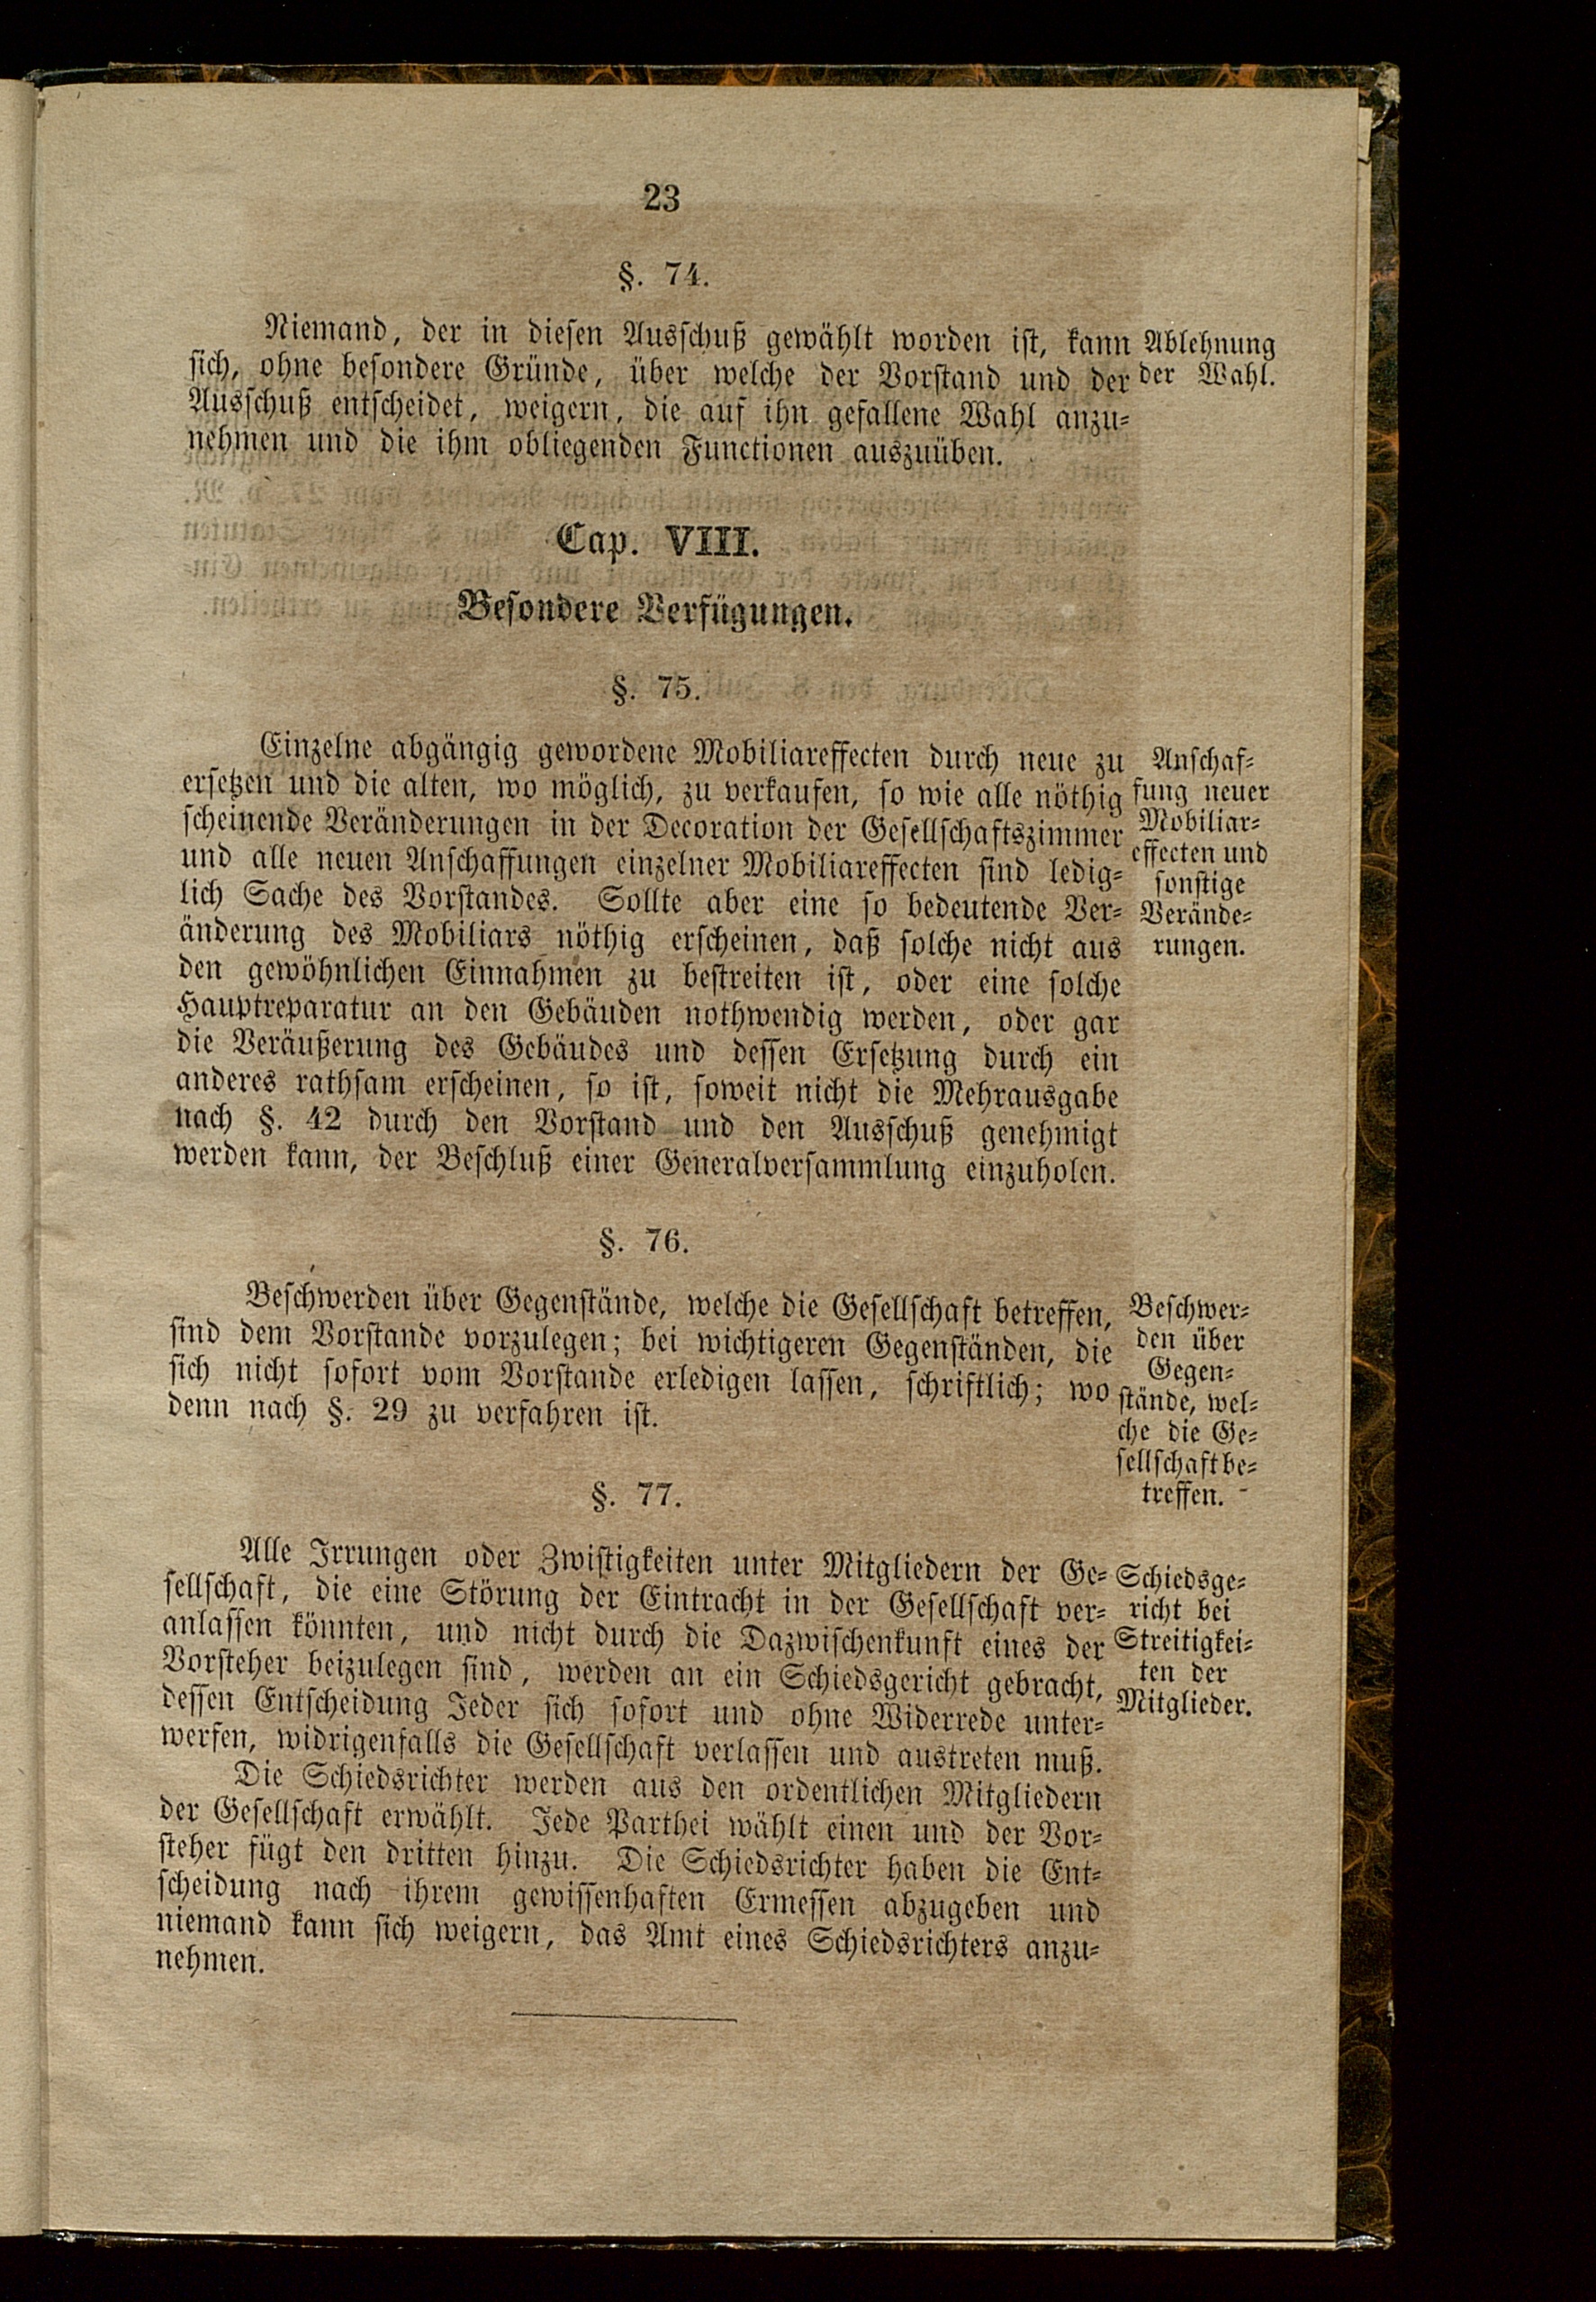 23
§. 74.
Niemand, der in diesen Ausschuß gewählt worden ist, kann
sich, ohne besondere Gründe, über welche der Vorstand und der
Ausschuß entscheidet, weigern, die auf ihn gefallene Wahl anzu-
nehmen und die ihm obliegenden Functionen auszuüben.
Ablehnung
der Wahl.
Cap. VIII.
Besondere Verfügungen.
§. 75.
Einzelne abgängig gewordene Mobiliareffecten durch neue zu
ersetzen und die alten, wo möglich, zu verkaufen, so wie alle nöthig
scheinende Veränderungen in der Decoration der Gesellschaftszimmer
und alle neuen Anschaffungen einzelner Mobiliareffecten sind ledig-
lich Sache des Vorstandes. Sollte aber eine so bedeutende Ver-
änderung des Mobiliars nöthig erscheinen, daß solche nicht aus
den gewöhnlichen Einnahmen zu bestreiten ist, oder eine solche
Hauptreparatur an den Gebäuden nothwendig werden, oder gar
die Veräußerung des Gebäudes und dessen Ersetzung durch ein
anderes rathsam erscheinen, so ist, soweit nicht die Mehrausgabe
nach §. 42 durch den Vorstand und den Ausschuß genehmigt
werden kann, der Beschluß einer Generalversammlung einzuholen.
Anschaf-
fung neuer
Mobiliar-
effecten und
sonstige
Verände-
rungen.
§. 76.
Beschwerden über Gegenstände, welche die Gesellschaft betreffen,
sind dem Vorstande vorzulegen; bei wichtigeren Gegenständen, die
sich nicht sofort vom Vorstande erledigen lassen, schriftlich; wo
denn nach §. 29 zu verfahren ist.
Beschwer-
den über
Gegen-
stände, wel-
che die Ge-
sellschaft be-
treffen.
§. 77.
Alle Irrungen oder Zwistigkeiten unter Mitgliedern der Ge-
sellschaft, die eine Störung der Eintracht in der Gesellschaft ver-
anlassen könnten, und nicht durch die Dazwischenkunft eines der
Vorsteher beizulegen sind, werden an ein Schiedsgericht gebracht,
dessen Entscheidung Jeder sich sofort und ohne Widerrede unter-
werfen, widrigenfalls die Gesellschaft verlassen und austreten muß.
Schiedsge-
richt bei
Streitigkei-
ten der
Mitglieder.
Die Schiedsrichter werden aus den ordentlichen Mitgliedern
der Gesellschaft erwählt. Jede Parthei wählt einen und der Vor-
steher fügt den dritten hinzu. Die Schiedsrichter haben die Ent-
scheidung nach ihrem gewissenhaften Ermessen abzugeben und
niemand kann sich weigern, das Amt eines Schiedsrichters anzu-
nehmen.